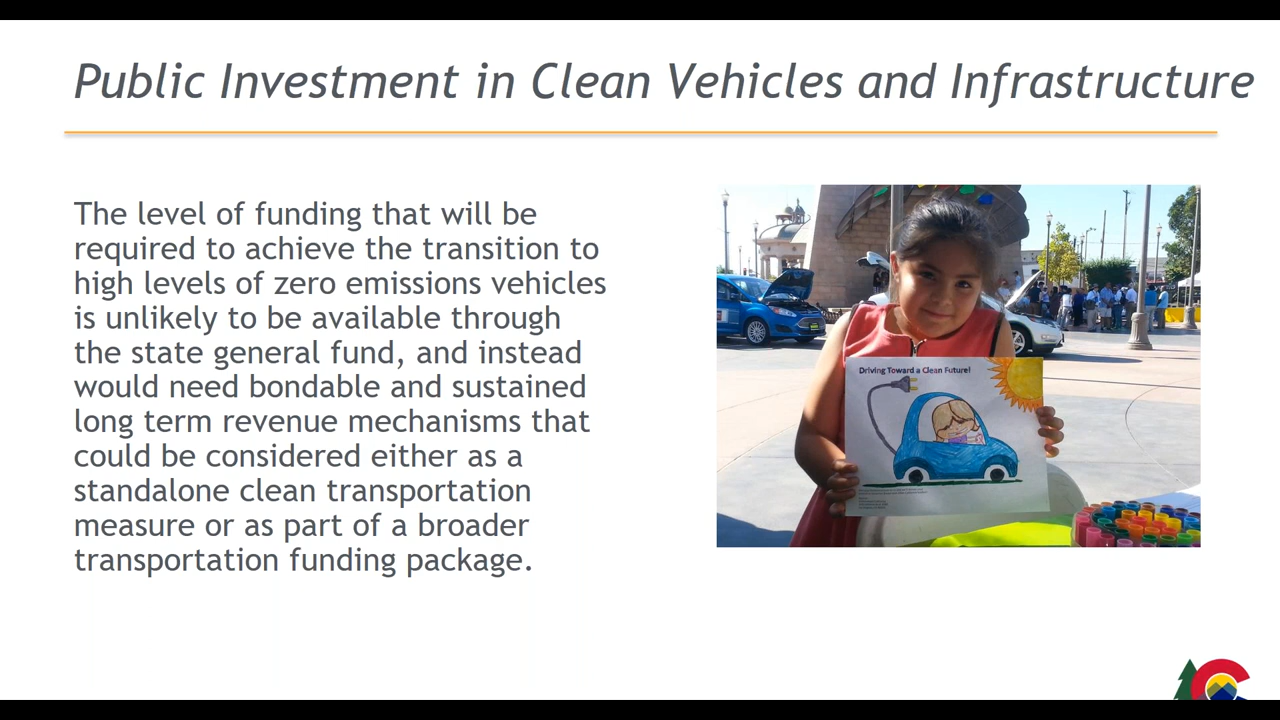 Public Investment in Clean Vehicles and Infrastructure
The level of funding that will be
required to achieve the transition to
high levels of zero emissions vehicles
is unlikely to be available through
the state general fund, and instead
would need bondable and sustained
long term revenue mechanisms that
could be considered either as a
standalone clean transportation
measure or as part of a broader
transportation funding package.
Driving Toward a Clean Future!